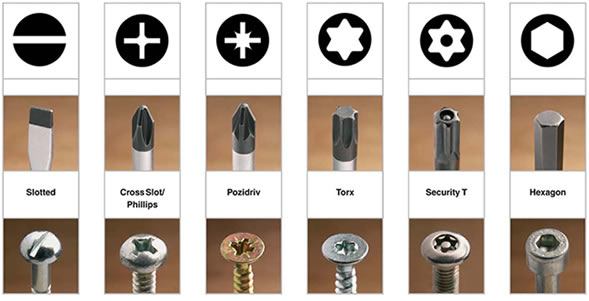 Slotted
Cross Slot/
Phillips
Pozidriv
Torx
Security T
Hexagon